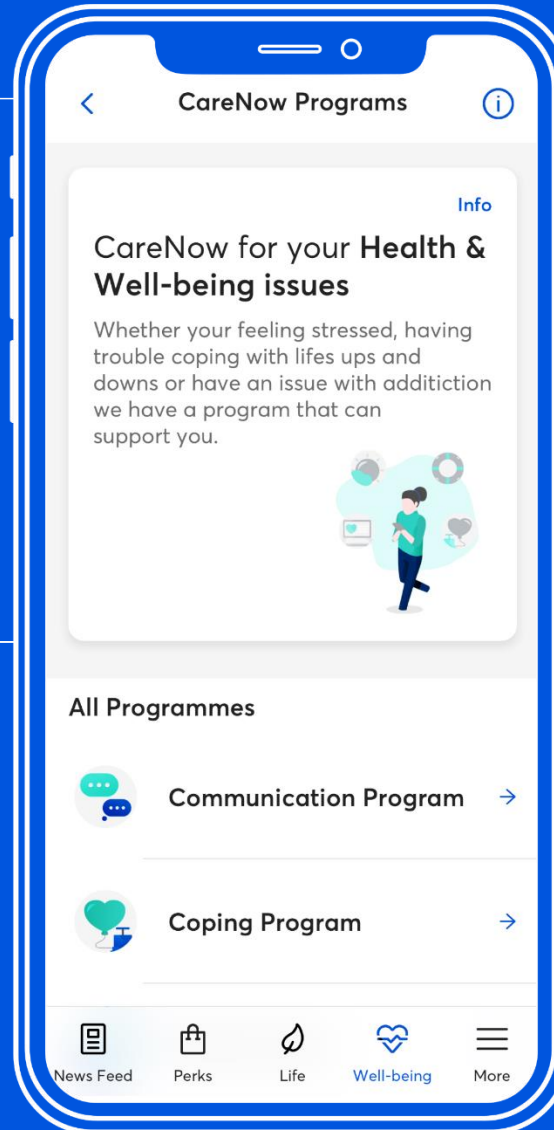 CareNow Programs
Info
CareNow for your Health &
Well-being issues
Whether your feeling stressed, having
trouble coping with lifes ups and
downs or have an issue with additiction
we have a program that can
support you.
All Programmes
Communication Program
Coping Program
News Feed Perks Life Well-being More